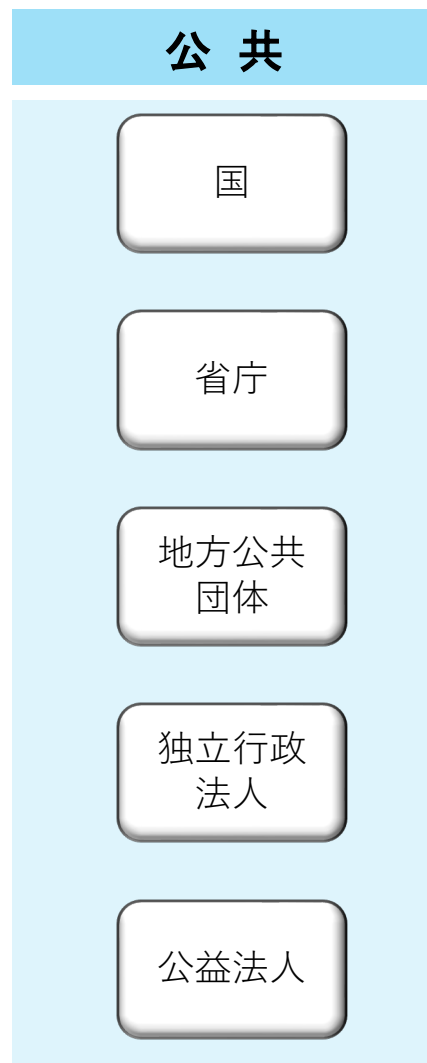 公 共
国
省庁
地方公共
団体
独立行政
法人
公益法人